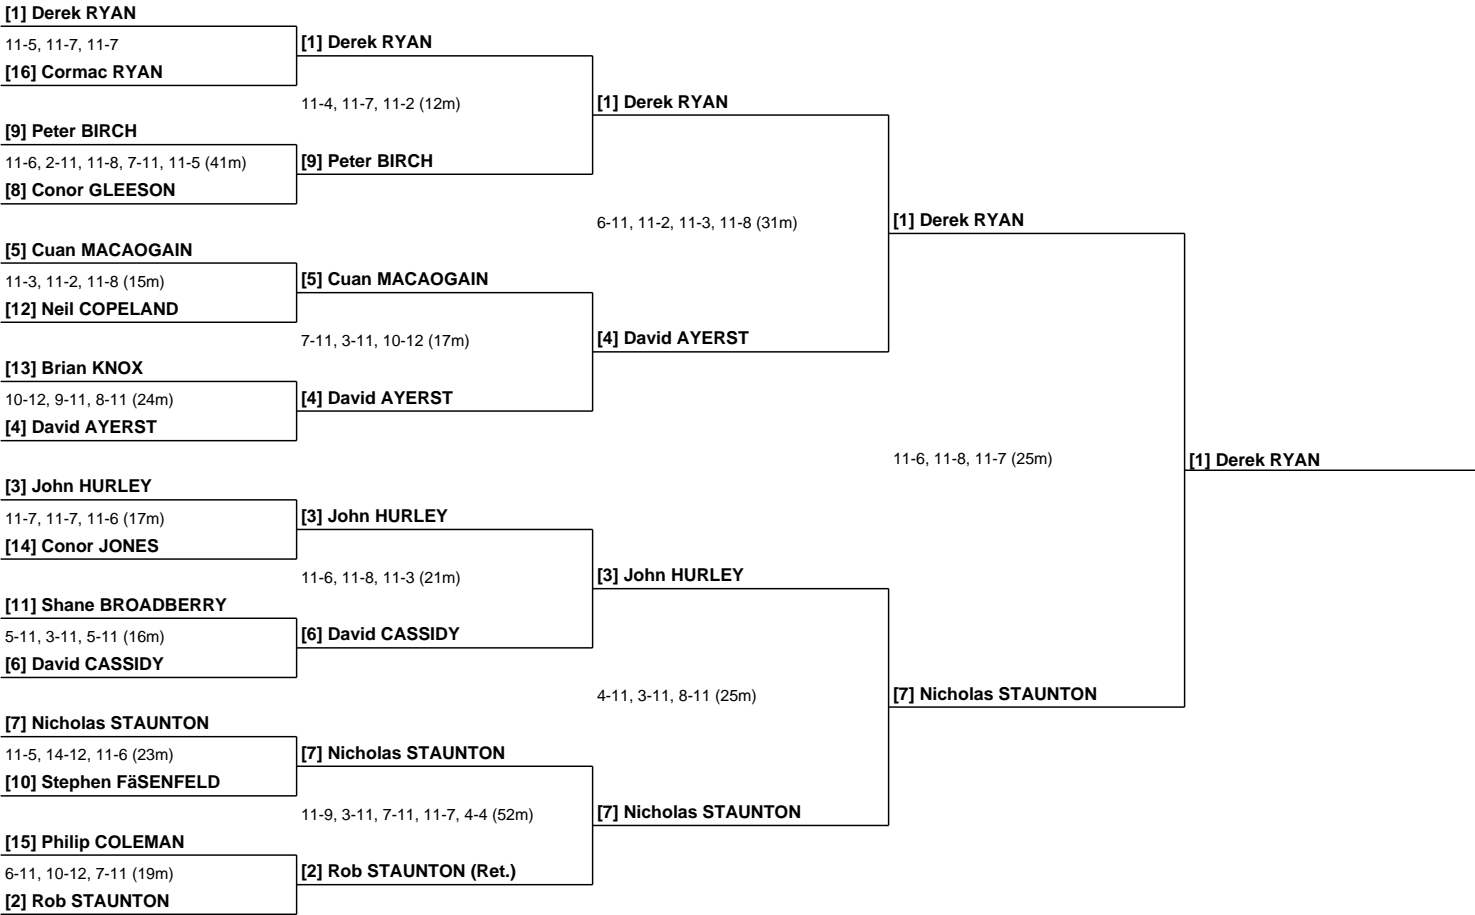 [1] Derek RYAN
11-5, 11-7, 11-7
[16] Cormac RYAN
[9] Peter BIRCH
11-6, 2-11, 11-8, 7-11, 11-5 (41m)
[8] Conor GLEESON
[5] Cuan MACAOGAIN
11-3, 11-2, 11-8 (15m)
[12] Neil COPELAND
[13] Brian KNOX
10-12, 9-11, 8-11 (24m)
[4] David AYERST
[3] John HURLEY
11-7, 11-7, 11-6 (17m)
[14] Conor JONES
[11] Shane BROADBERRY
5-11, 3-11, 5-11 (16m)
[6] David CASSIDY
[7] Nicholas STAUNTON
11-5, 14-12, 11-6 (23m)
[10] Stephen FäSENFELD
[15] Philip COLEMAN
6-11, 10-12, 7-11 (19m)
[2] Rob STAUNTON
[1] Derek RYAN
11-4, 11-7, 11-2 (12m)
[9] Peter BIRCH
[5] Cuan MACAOGAIN
7-11, 3-11, 10-12 (17m)
[4] David AYERST
[3] John HURLEY
11-6, 11-8, 11-3 (21m)
[6] David CASSIDY
[7] Nicholas STAUNTON
11-9, 3-11, 7-11, 11-7, 4-4 (52m)
[2] Rob STAUNTON (Ret.)
[1] Derek RYAN
6-11, 11-2, 11-3, 11-8 (31m)
[4] David AYERST
[3] John HURLEY
4-11, 3-11, 8-11 (25m)
[7] Nicholas STAUNTON
[1] Derek RYAN
11-6, 11-8, 11-7 (25m)
[7] Nicholas STAUNTON
[1] Derek RYAN